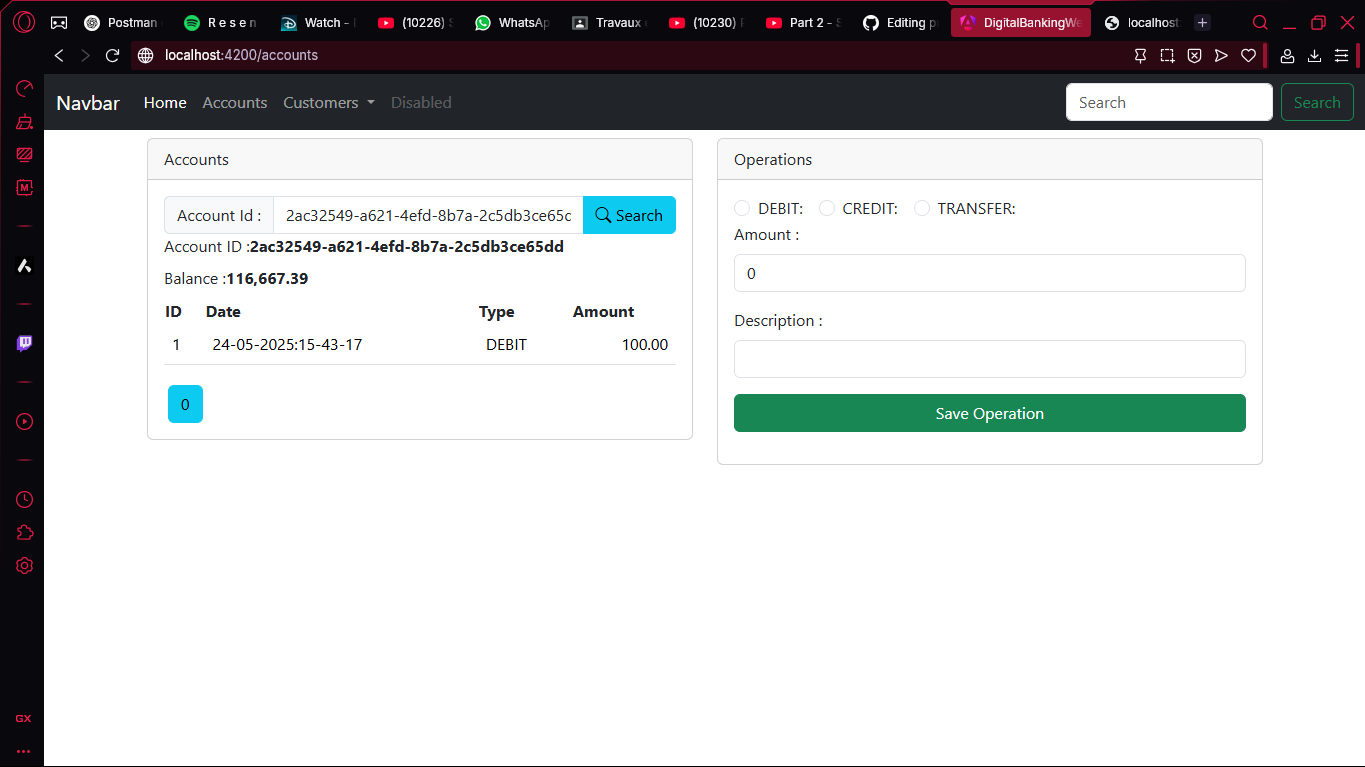 Postman
R e s e n
Watch -
(10226)
WhatsAp
Travaux
(10230)
Part 2 -
Editing p
DigitalBankingWe
localhost:
localhost:4200/accounts
Navbar Home Accounts Customers Disabled Search Search
Accounts
Account Id : 2ac32549-a621-4efd-8b7a-2c5db3ce65d Search
Account ID :2ac32549-a621-4efd-8b7a-2c5db3ce65dd
Balance :116,667.39
ID Date Type Amount
1 24-05-2025:15-43-17 DEBIT 100.00
0
Operations
DEBIT: CREDIT: TRANSFER:
Amount :
0
Description :
Save Operation
M
GX